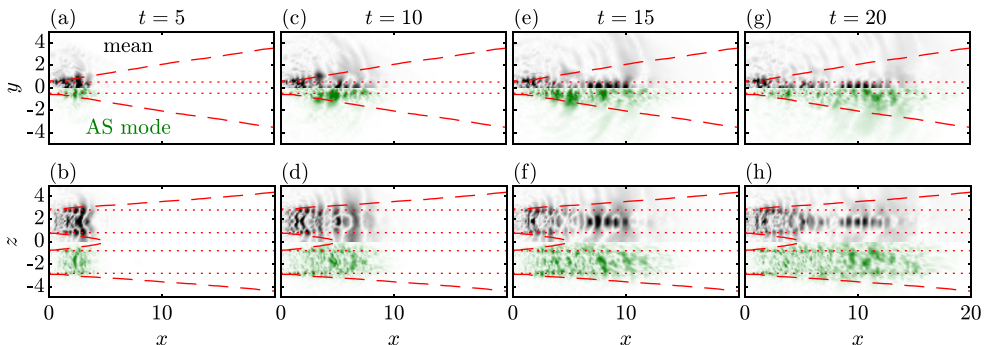 (a) t = 5 (c) t = 10 (e) t = 15 (g) t = 20
4 mean
2
0
y
-2 AS mode
-4
(b) (d) (f) (h)
4
2
0
z
-2
-4
0 10 0 10 0 10 0 10 20
x x x x